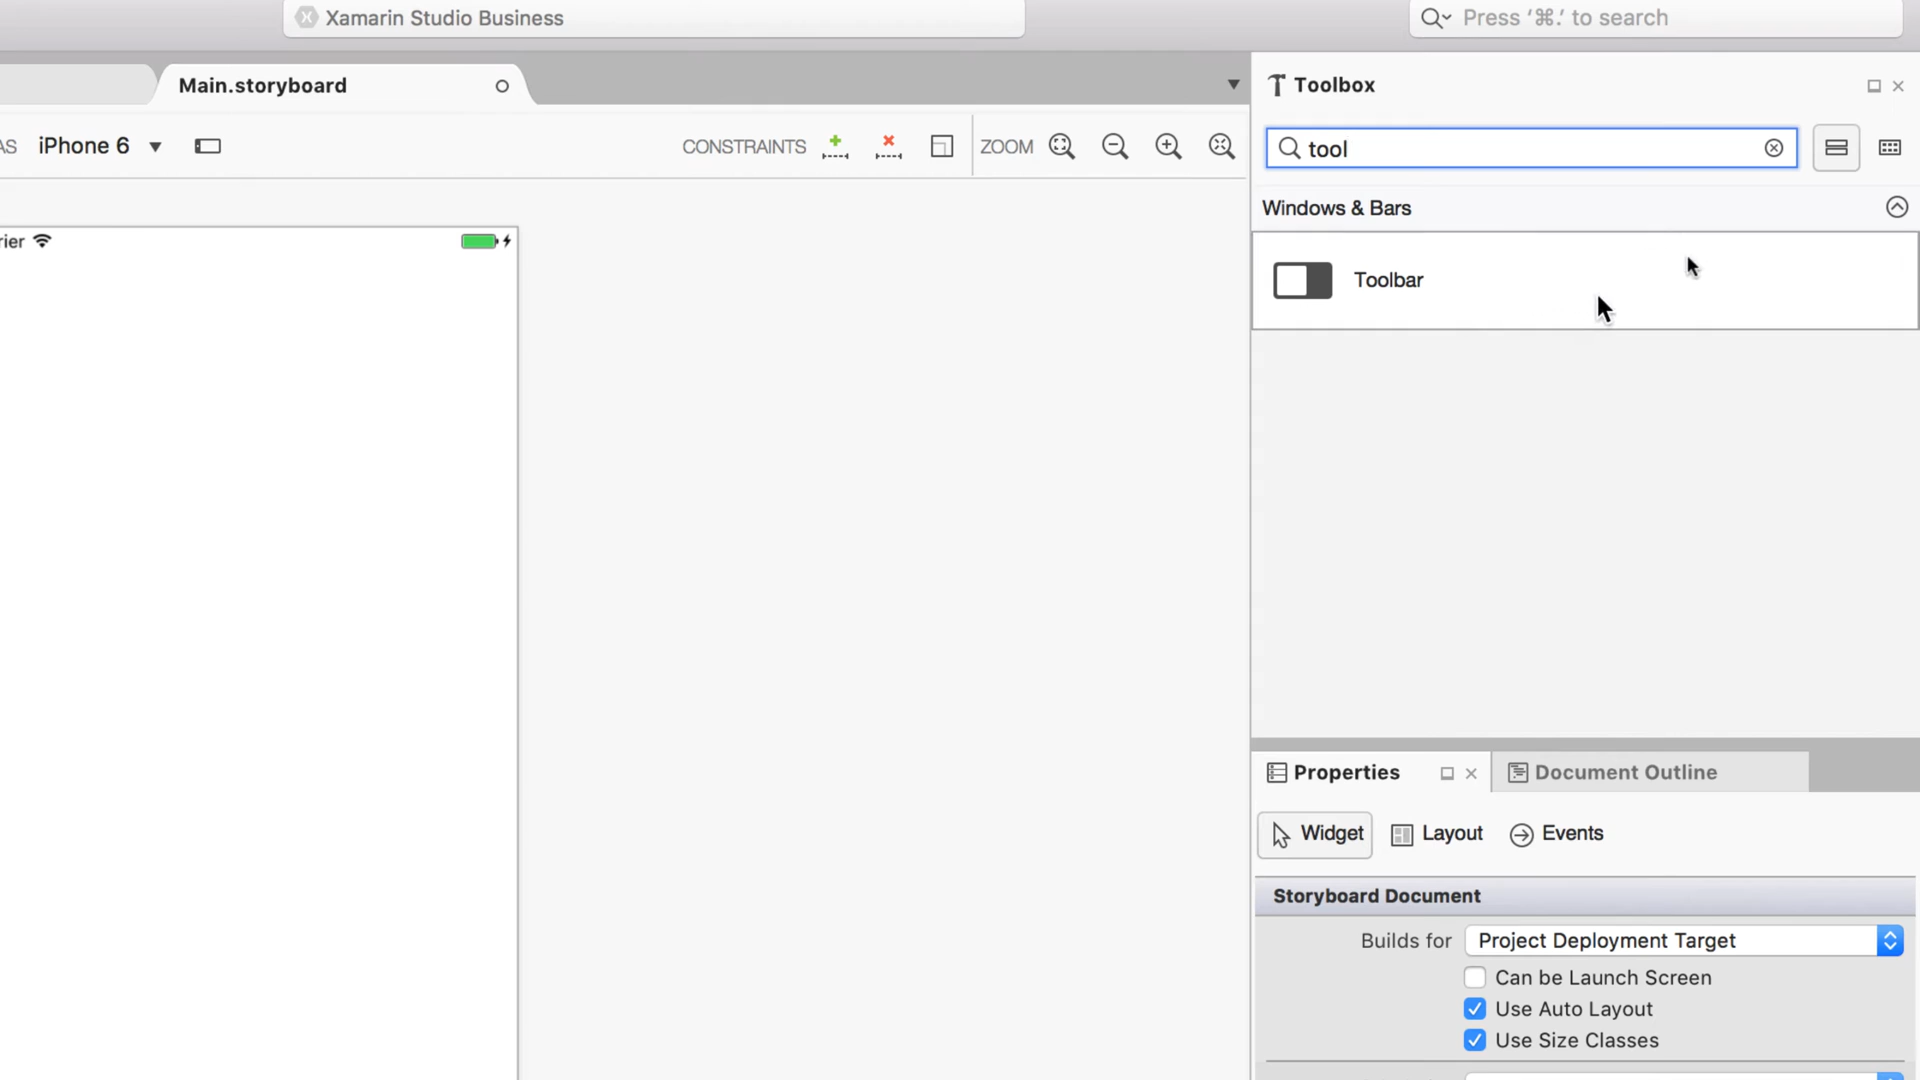 Xamarin Studio Business
Press ‘⌘.’ to search
Main.storyboard
Toolbox
AS iPhone 6
CONSTRAINTS
ZOOM
tool
Windows & Bars
rier
Toolbar
Properties
Document Outline
Widget
Layout
Events
Storyboard Document
Builds for Project Deployment Target
Can be Launch Screen
Use Auto Layout
Use Size Classes